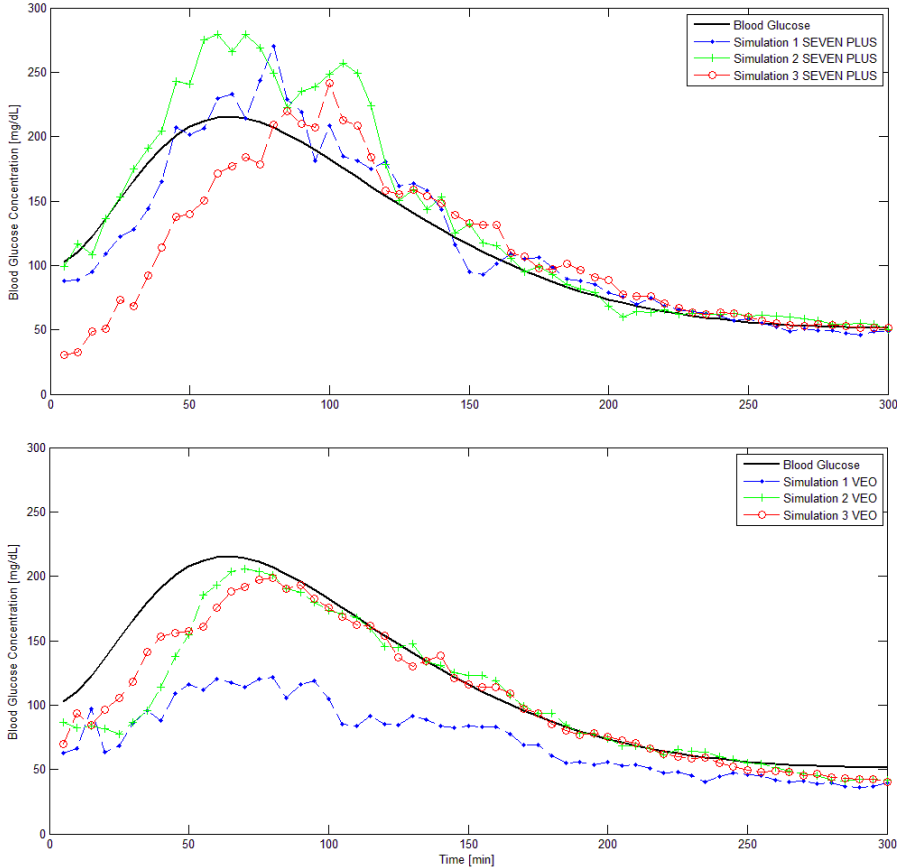 300
250
200
150
100
50
0
Blood Glucose Concentration [mg/dL]
Blood Glucose
Simulation 1 SEVEN PLUS
Simulation 2 SEVEN PLUS
Simulation 3 SEVEN PLUS
0 50 100 150 200 250 300
300
250
200
150
100
50
0
Blood Glucose Concentration [mg/dL]
Blood Glucose
Simulation 1 VEO
Simulation 2 VEO
Simulation 3 VEO
0 50 100 150 200 250 300
Time [min]